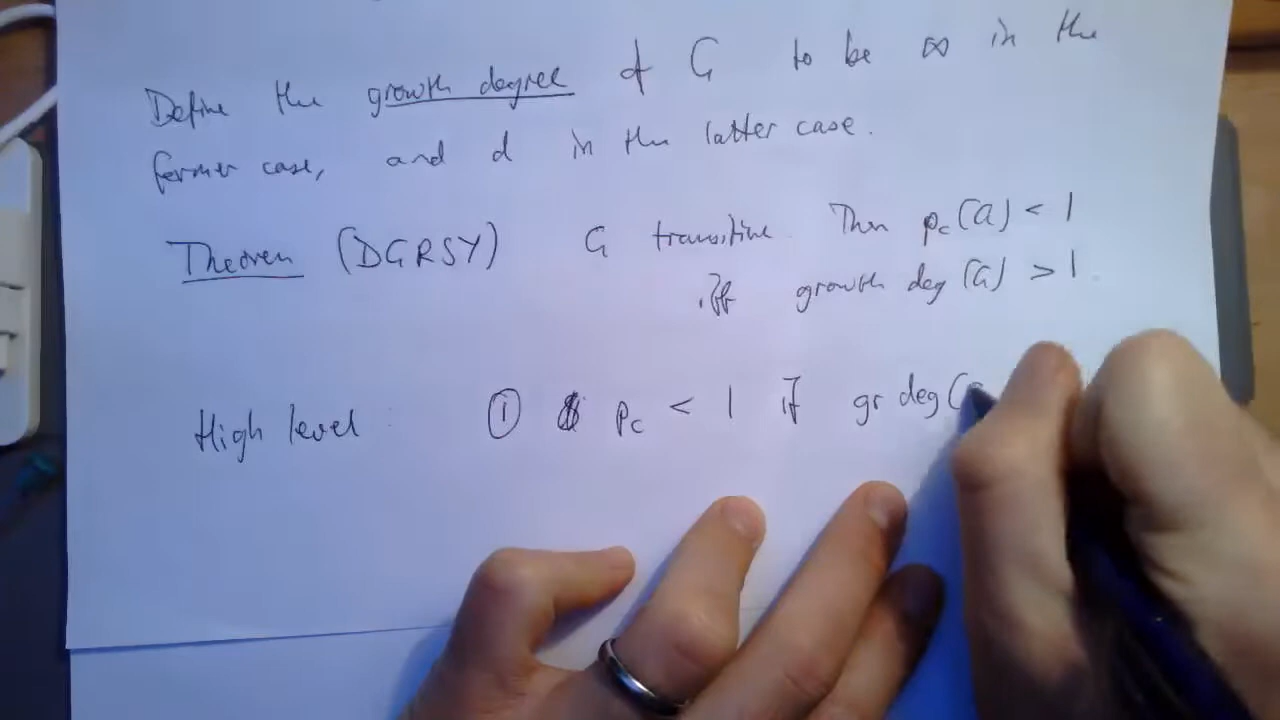 Define the growth degree of G to be ∞ in the
former case, and d in the latter case.
Theorem (DGRSY) G transitive. Then pc(G) < 1
iff growth deg (G) > 1.
High level : ① pc < 1 if gr deg(